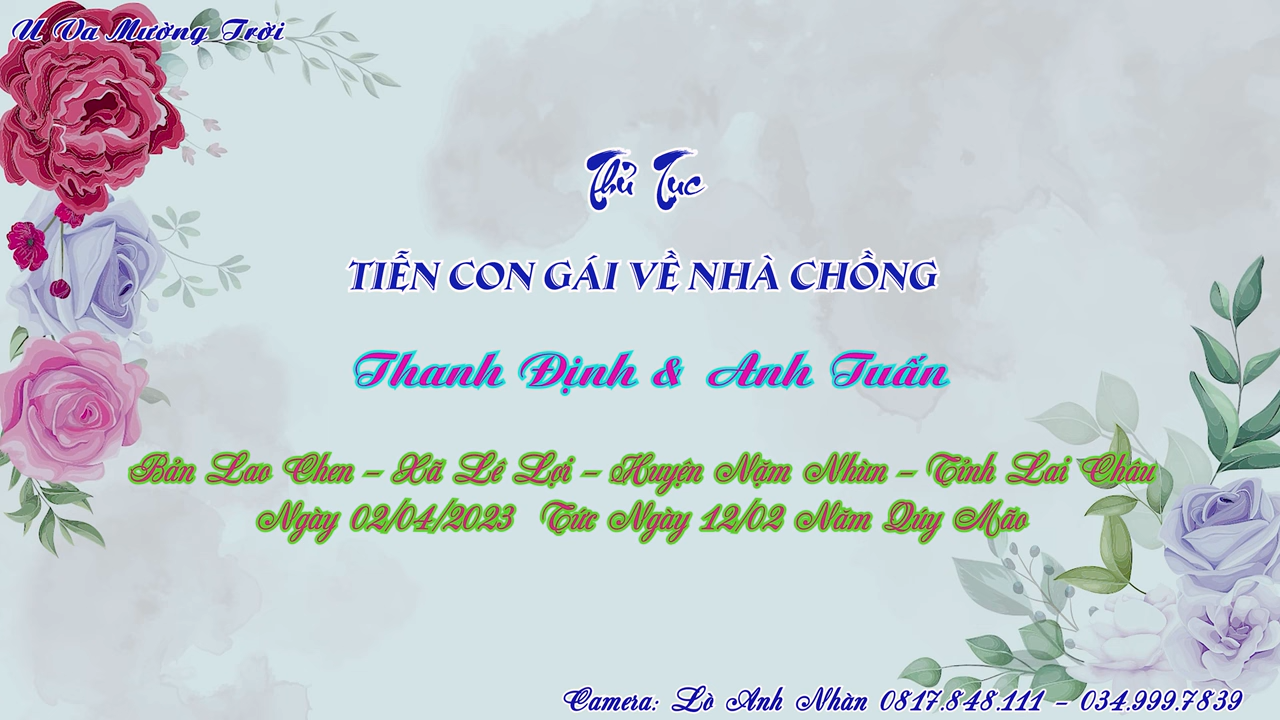 U Va Mường Trời
Thủ Tục
TIỄN CON GÁI VỀ NHÀ CHỒNG
Thanh Định & Anh Tuấn
Bản Lao Chen – Xã Lê Lợi – Huyện Nậm Nhùn – Tỉnh Lai Châu
Ngày 02/04/2023 Tức Ngày 12/02 Năm Qúy Mão
Camera: Lò Anh Nhàn 0817.848.111 – 034.999.7839